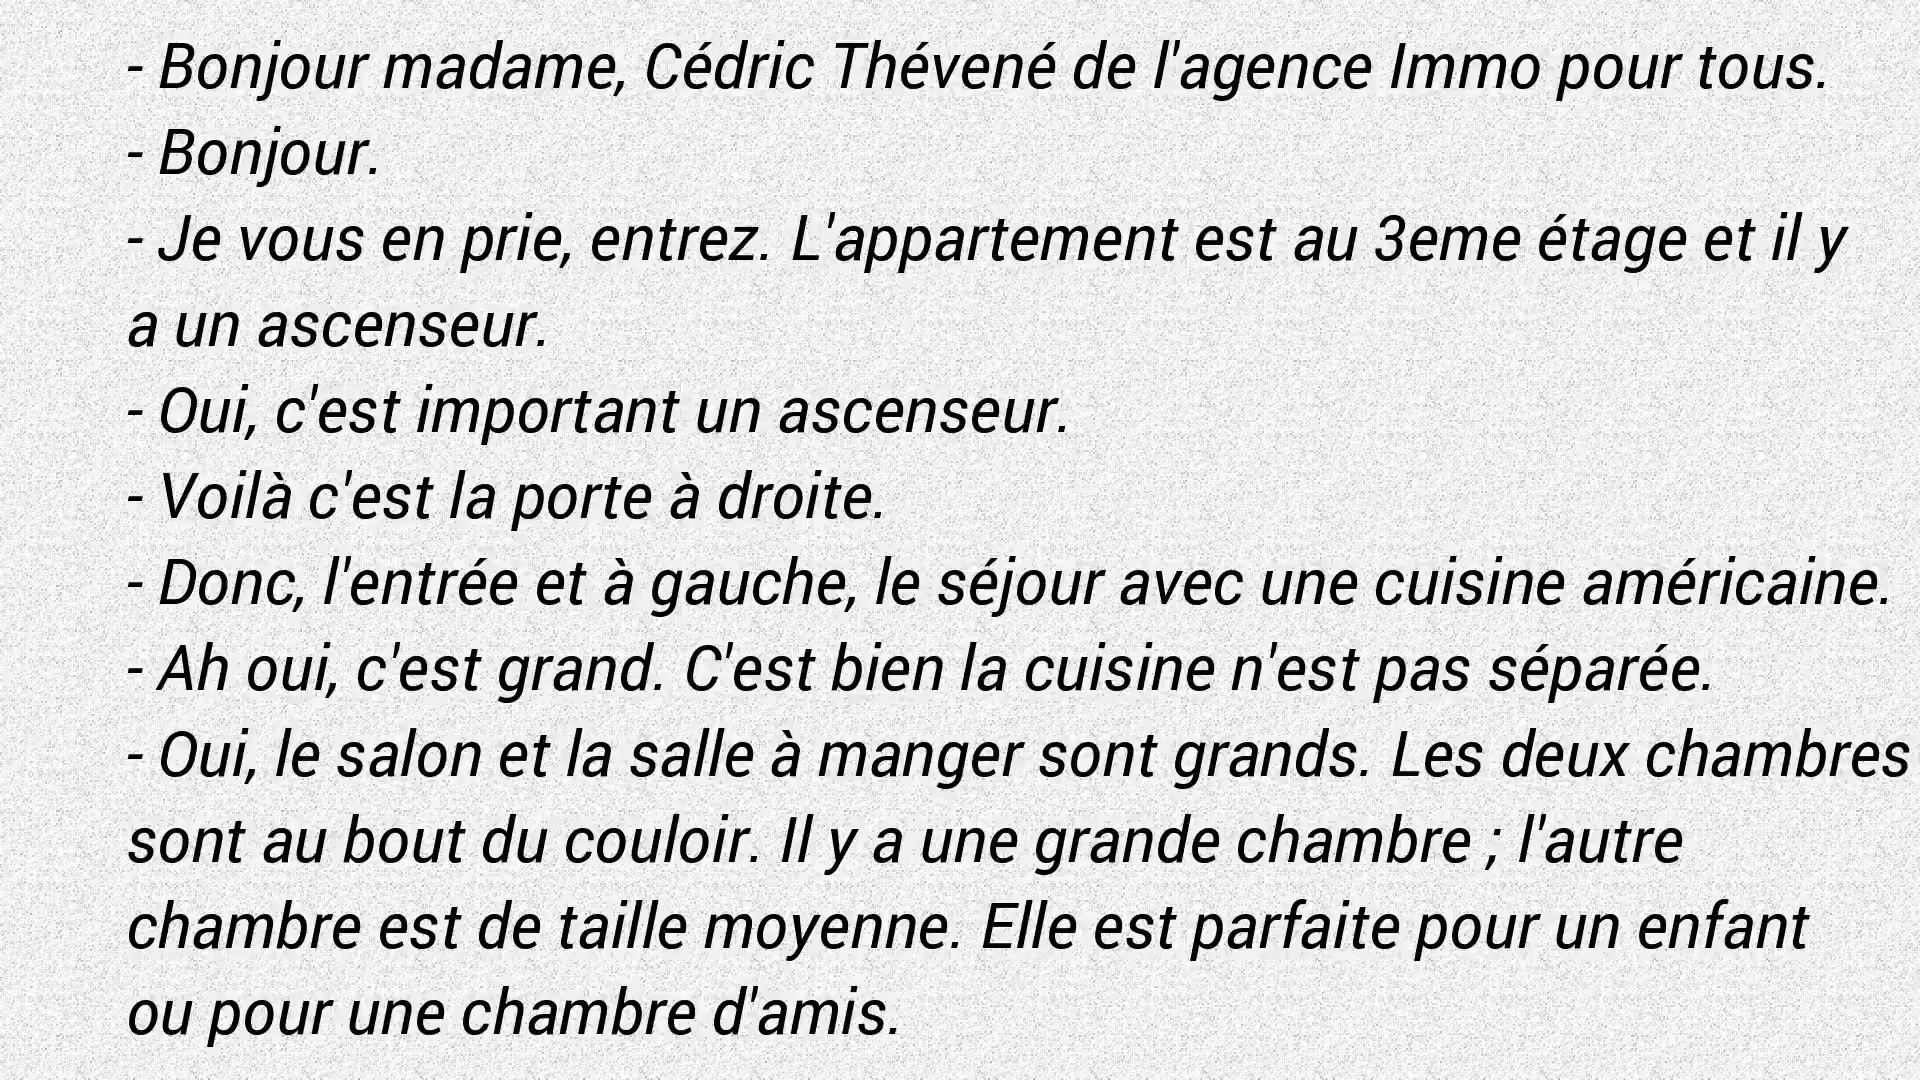 - Bonjour madame, Cédric Thévené de l'agence Immo pour tous.
- Bonjour.
- Je vous en prie, entrez. L'appartement est au 3eme étage et il y
a un ascenseur.
- Oui, c'est important un ascenseur.
- Voilà c'est la porte à droite.
- Donc, l'entrée et à gauche, le séjour avec une cuisine américaine.
- Ah oui, c'est grand. C'est bien la cuisine n'est pas séparée.
- Oui, le salon et la salle à manger sont grands. Les deux chambres
sont au bout du couloir. Il y a une grande chambre ; l'autre
chambre est de taille moyenne. Elle est parfaite pour un enfant
ou pour une chambre d'amis.